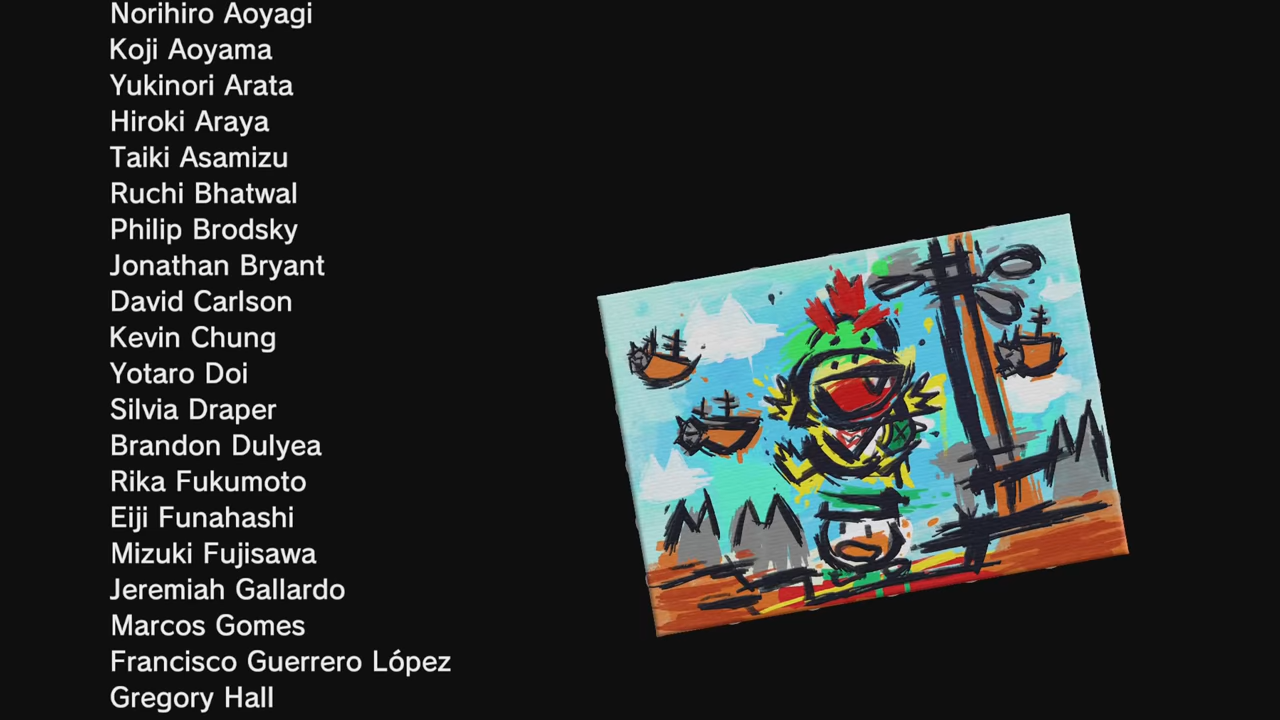 Norihiro Aoyagi
Koji Aoyama
Yukinori Arata
Hiroki Araya
Taiki Asamizu
Ruchi Bhatwal
Philip Brodsky
Jonathan Bryant
David Carlson
Kevin Chung
Yotaro Doi
Silvia Draper
Brandon Dulyea
Rika Fukumoto
Eiji Funahashi
Mizuki Fujisawa
Jeremiah Gallardo
Marcos Gomes
Francisco Guerrero López
Gregory Hall